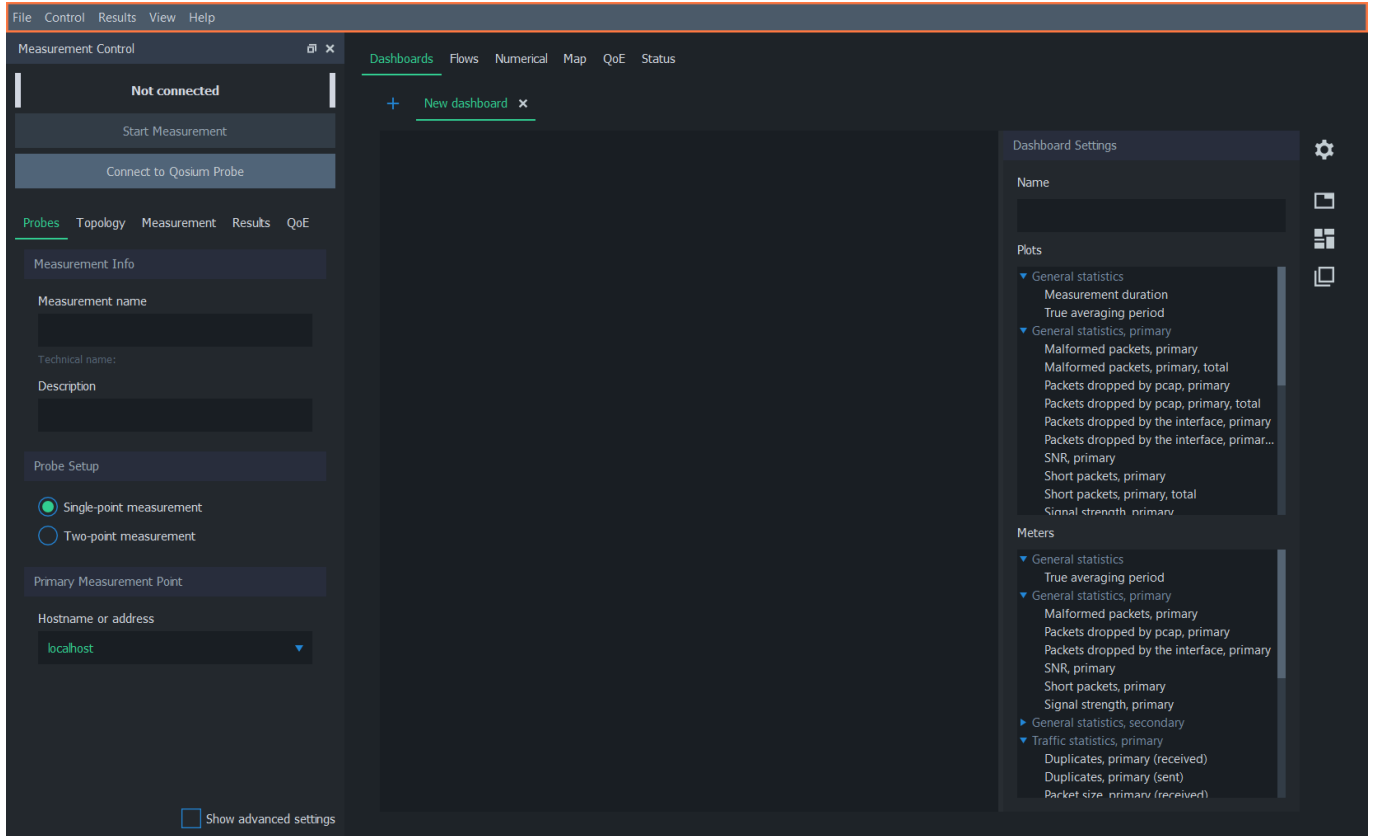 File Control Results View Help
Measurement Control
Not connected
Start Measurement
Connect to Qosium Probe
Probes Topology Measurement Results QoE
Measurement Info
Measurement name
Technical name:
Description
Probe Setup
Single-point measurement
Two-point measurement
Primary Measurement Point
Hostname or address
localhost
Show advanced settings
Dashboards Flows Numerical Map QoE Status
New dashboard
Dashboard Settings
Name
Plots
General statistics
Measurement duration
True averaging period
General statistics, primary
Malformed packets, primary
Malformed packets, primary, total
Packets dropped by pcap, primary
Packets dropped by pcap, primary, total
Packets dropped by the interface, primary
Packets dropped by the interface, primar...
SNR, primary
Short packets, primary
Short packets, primary, total
Signal strength, primary
Meters
General statistics
True averaging period
General statistics, primary
Malformed packets, primary
Packets dropped by pcap, primary
Packets dropped by the interface, primary
SNR, primary
Short packets, primary
Signal strength, primary
General statistics, secondary
Traffic statistics, primary
Duplicates, primary (received)
Duplicates, primary (sent)
Packet size, primary (received)